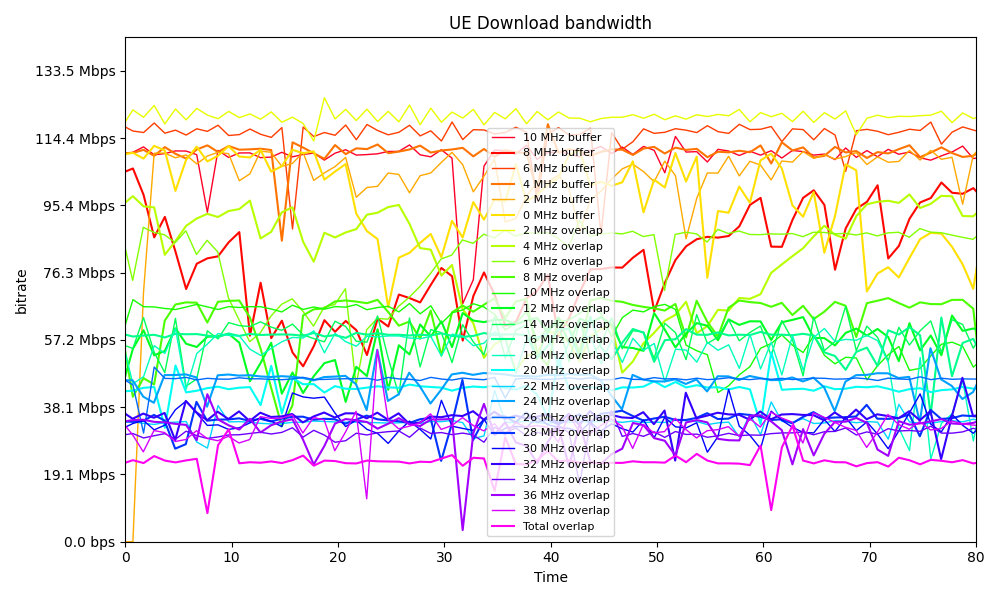 UE Download bandwidth
bitrate
133.5 Mbps
114.4 Mbps
95.4 Mbps
76.3 Mbps
57.2 Mbps
38.1 Mbps
19.1 Mbps
0.0 bps
10 MHz buffer
8 MHz buffer
6 MHz buffer
4 MHz buffer
2 MHz buffer
0 MHz buffer
2 MHz overlap
4 MHz overlap
6 MHz overlap
8 MHz overlap
10 MHz overlap
12 MHz overlap
14 MHz overlap
16 MHz overlap
18 MHz overlap
20 MHz overlap
22 MHz overlap
24 MHz overlap
26 MHz overlap
28 MHz overlap
30 MHz overlap
32 MHz overlap
34 MHz overlap
36 MHz overlap
38 MHz overlap
Total overlap
0 10 20 30 40 50 60 70 80
Time